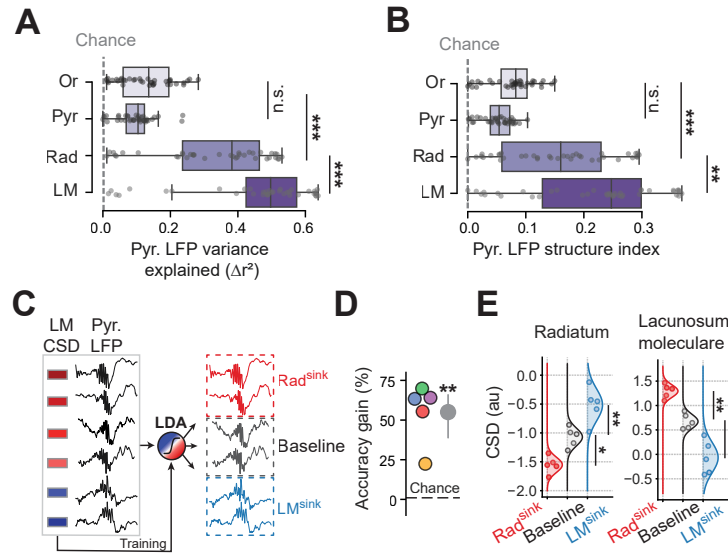 A
Chance
Or
Pyr
Rad
LM
n.s.
***
***
0.0
0.2
0.4
0.6
Pyr. LFP variance
explained (Δr²)
B
Chance
Or
Pyr
Rad
LM
n.s.
***
**
0.0
0.1
0.2
0.3
Pyr. LFP structure index
C
LM
CSD
Pyr.
LFP
LDA
Training
Rad^sink
Baseline
LM^sink
D
Accuracy gain (%)
75
50
25
0
**
Chance
E
Radiatum
CSD (au)
0.0
−0.5
−1.0
−1.5
−2.0
**
*
Rad^sink
Baseline
LM^sink
Lacunosum
moleculare
1.5
1.0
0.5
0.0
−0.5
**
**
Rad^sink
Baseline
LM^sink